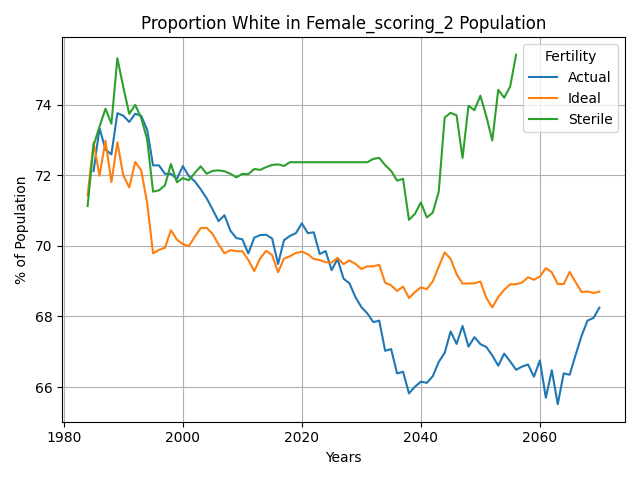 Proportion White in Female_scoring_2 Population
Fertility
Actual
Ideal
Sterile
% of Population
74
72
70
68
66
1980
2000
2020
2040
2060
Years